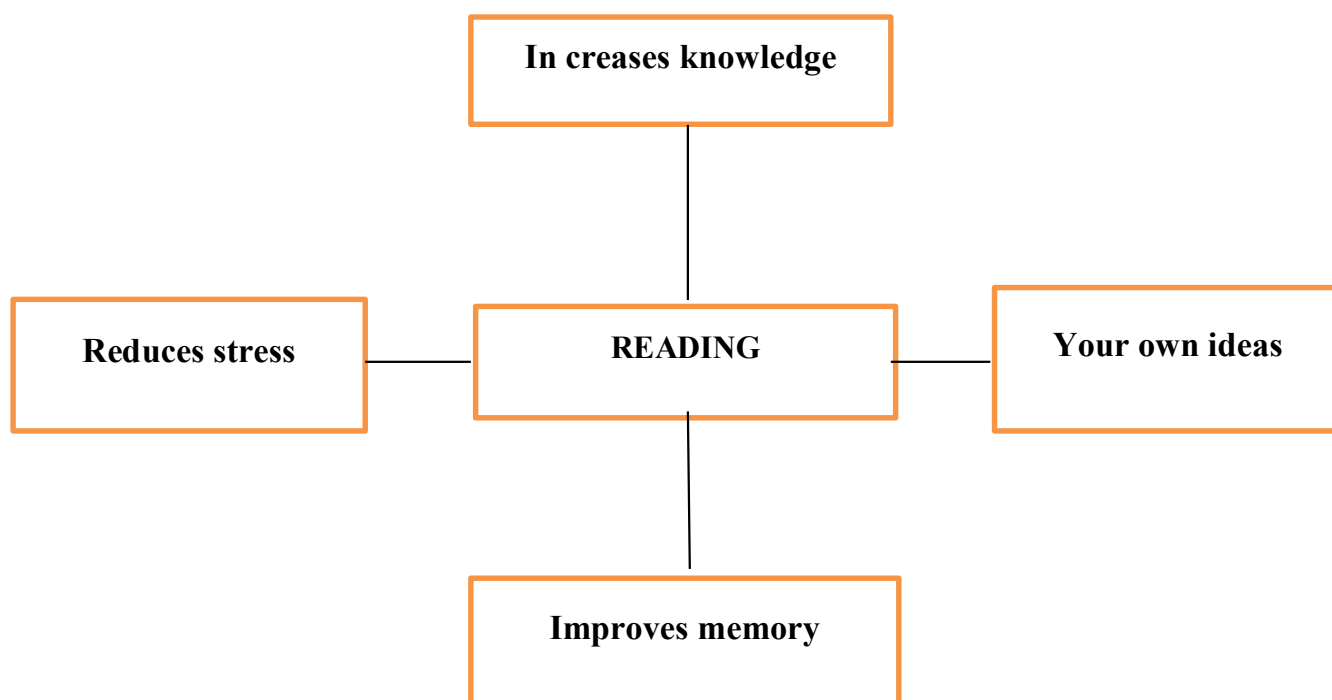 In creases knowledge
Reduces stress
READING
Your own ideas
Improves memory